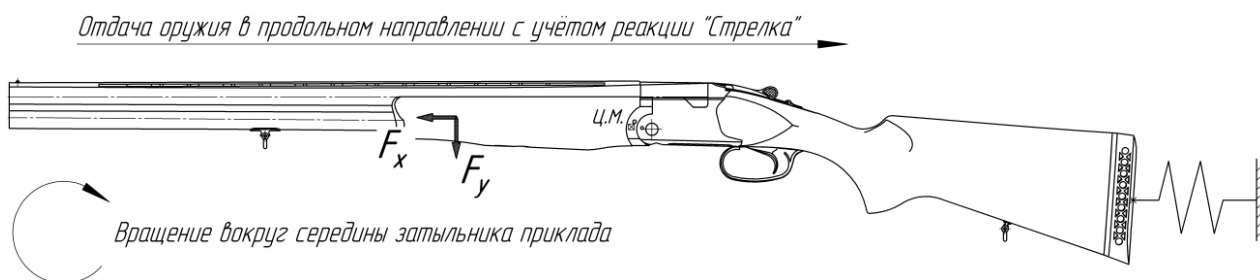 Отдача оружия в продольном направлении с учётом реакции "Стрелка"
Ц.М.
Fx
Fy
Вращение вокруг середины затыльника приклада